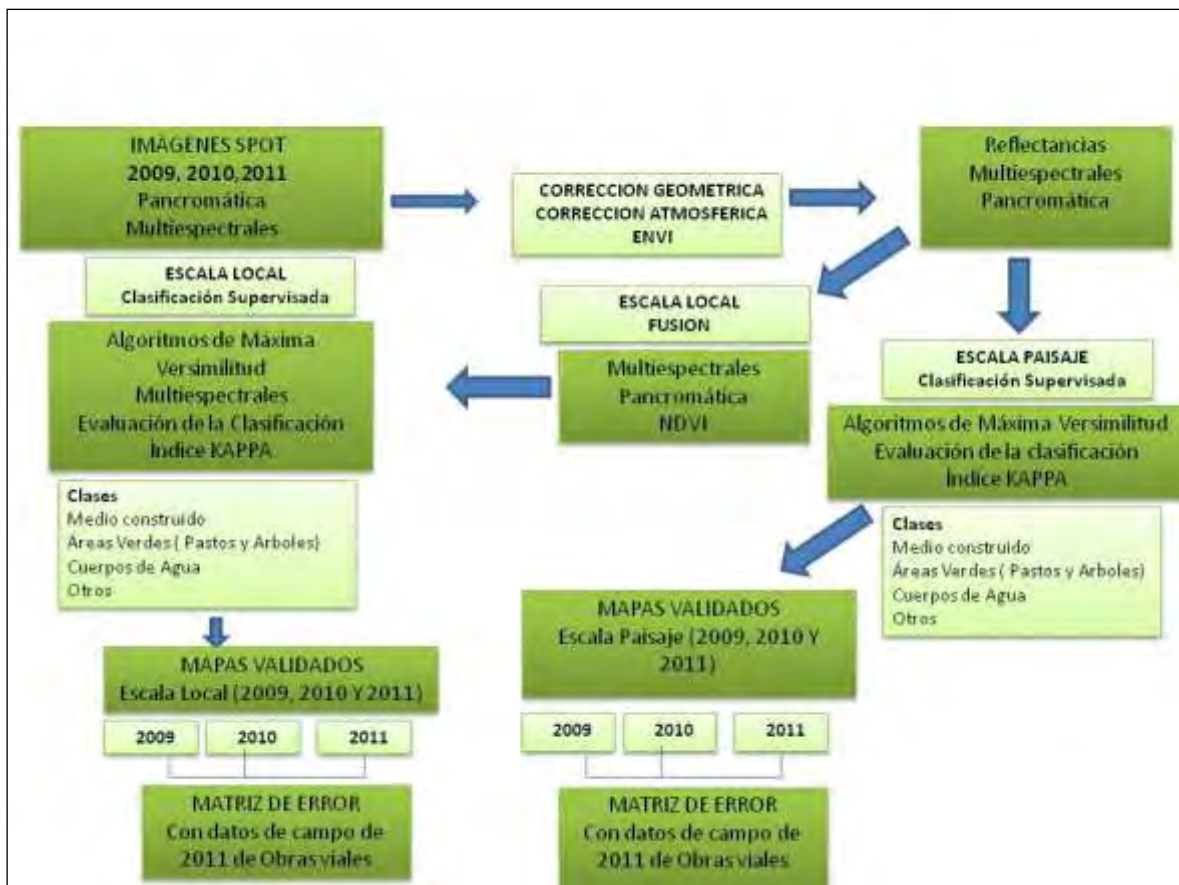 IMAGENES SPOT
2009, 2010, 2011
Pancromática
Multiespectrales
CORRECCION GEOMETRICA
CORRECCION ATMOSFERICA
ENVI
Reflectancias
Multiespectrales
Pancromática
ESCALA LOCAL
Clasificación Supervisada
Algoritmos de Máxima
Versimilitud
Multiespectrales
Evaluación de la Clasificación
Índice KAPPA
Clases
Medio construido
Áreas Verdes ( Pastos y Arboles)
Cuerpos de Agua
Otros
ESCALA LOCAL
FUSION
Multiespectrales
Pancromática
NDVI
ESCALA PAISAJE
Clasificación Supervisada
Algoritmos de Máxima Versimilitud
Evaluación de la clasificación
Índice KAPPA
Clases
Medio construido
Áreas Verdes ( Pastos y Arboles)
Cuerpos de Agua
Otros
MAPAS VALIDADOS
Escala Local (2009, 2010 Y 2011)
2009
2010
2011
MATRIZ DE ERROR
Con datos de campo de
2011 de Obras viales
MAPAS VALIDADOS
Escala Paisaje (2009, 2010 Y
2011)
2009
2010
2011
MATRIZ DE ERROR
Con datos de campo de
2011 de Obras viales